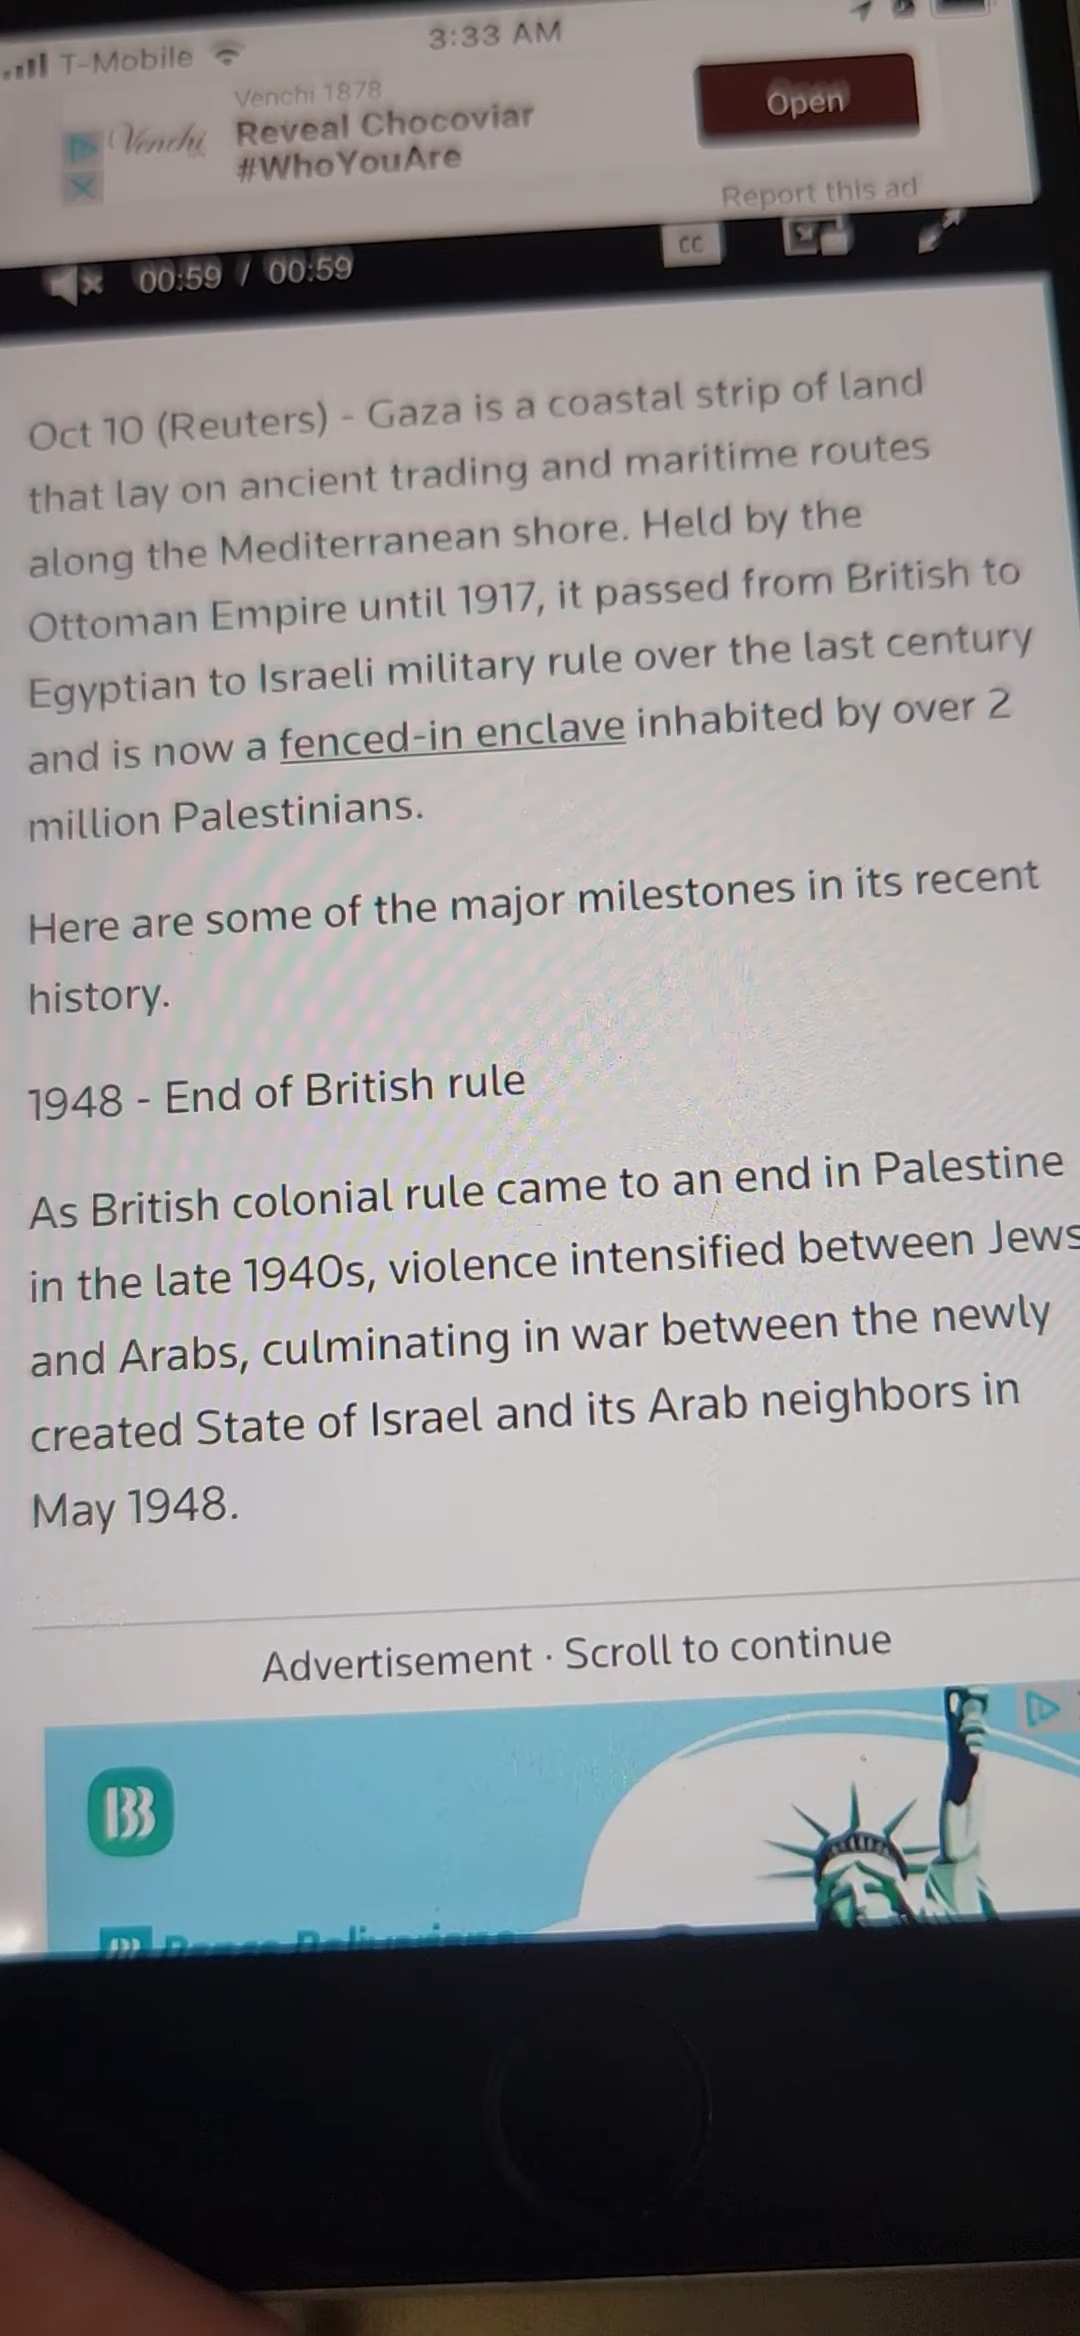 T-Mobile
3:33 AM
Venchi 1878
Venchi
Reveal Chocoviar
#WhoYouAre
Open
Report this ad
00:59 / 00:59
CC
Oct 10 (Reuters) - Gaza is a coastal strip of land
that lay on ancient trading and maritime routes
along the Mediterranean shore. Held by the
Ottoman Empire until 1917, it passed from British to
Egyptian to Israeli military rule over the last century
and is now a fenced-in enclave inhabited by over 2
million Palestinians.
Here are some of the major milestones in its recent
history.
1948 - End of British rule
As British colonial rule came to an end in Palestine
in the late 1940s, violence intensified between Jews
and Arabs, culminating in war between the newly
created State of Israel and its Arab neighbors in
May 1948.
Advertisement · Scroll to continue